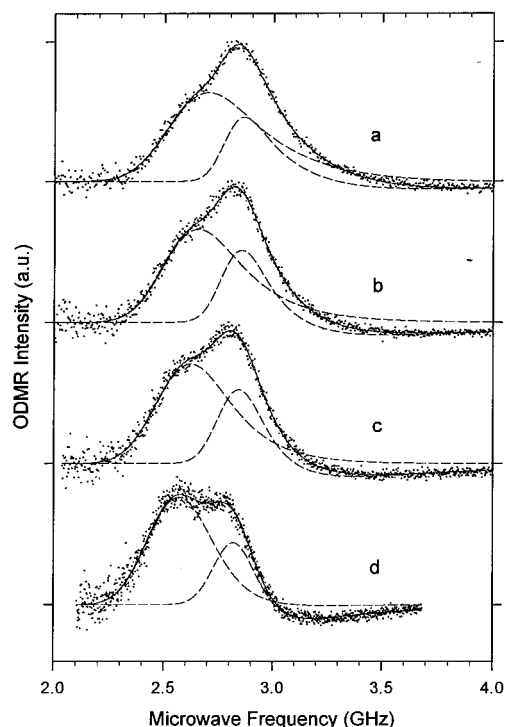 a
b
c
d
ODMR Intensity (a.u.)
2.0 2.5 3.0 3.5 4.0
Microwave Frequency (GHz)